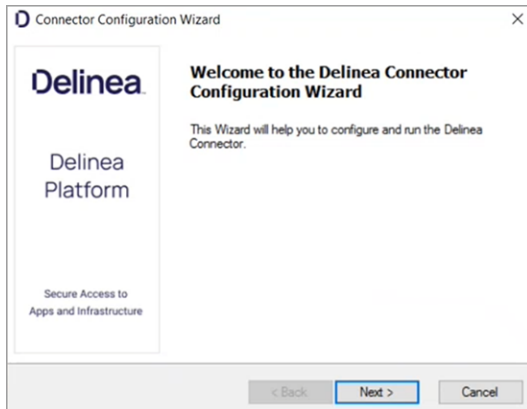 Connector Configuration Wizard
Delinea
Delinea
Platform
Secure Access to
Apps and Infrastructure
Welcome to the Delinea Connector
Configuration Wizard
This Wizard will help you to configure and run the Delinea
Connector.
< Back
Next >
Cancel